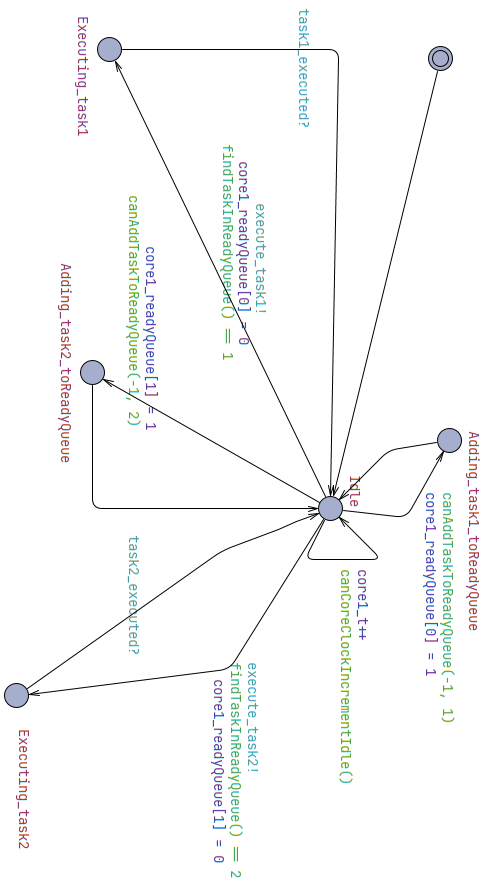 Adding_task1_toReadyQueue
canAddTaskToReadyQueue(-1, 1)
core1_readyQueue[0] = 1
Idle
core1_t++
canCoreClockIncrementIdle()
task1_executed?
execute_task1!
core1_readyQueue[0] = 0
findTaskInReadyQueue() == 1
execute_task2!
findTaskInReadyQueue() == 2
core1_readyQueue[1] = 0
core1_readyQueue[1] = 1
canAddTaskToReadyQueue(-1, 2)
task2_executed?
Executing_task1
Adding_task2_toReadyQueue
Executing_task2